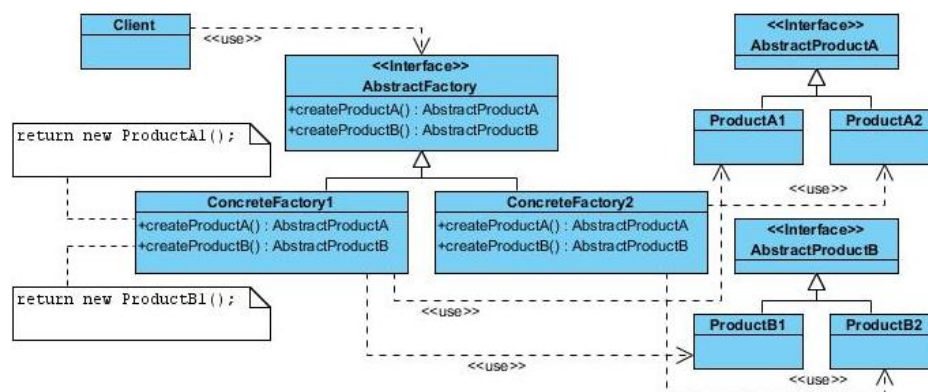 Client
<<use>>
<<Interface>>
AbstractFactory
+createProductA() : AbstractProductA
+createProductB() : AbstractProductB
<<Interface>>
AbstractProductA
ProductA1
ProductA2
return new ProductA1();
<<use>>
ConcreteFactory1
+createProductA() : AbstractProductA
+createProductB() : AbstractProductB
ConcreteFactory2
+createProductA() : AbstractProductA
+createProductB() : AbstractProductB
<<Interface>>
AbstractProductB
return new ProductB1();
<<use>>
ProductB1
ProductB2
<<use>>
<<use>>